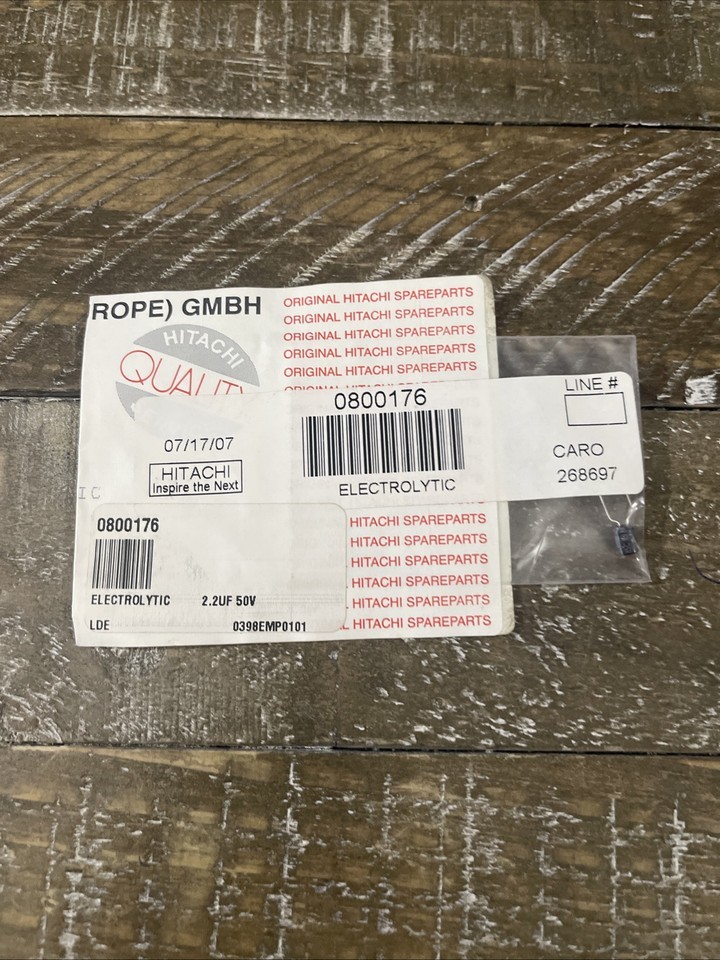 ROPE) GMBH
HITACHI
QUALITY
ORIGINAL HITACHI SPAREPARTS
ORIGINAL HITACHI SPAREPARTS
ORIGINAL HITACHI SPAREPARTS
ORIGINAL HITACHI SPAREPARTS
ORIGINAL HITACHI SPAREPARTS
07/17/07
HITACHI
Inspire the Next
0800176
ELECTROLYTIC
LINE #
CARO
268697
IC
0800176
ELECTROLYTIC 2.2UF 50V
LDE 0398EMP0101
HITACHI SPAREPARTS
HITACHI SPAREPARTS
HITACHI SPAREPARTS
HITACHI SPAREPARTS
L HITACHI SPAREPARTS
L HITACHI SPAREPARTS